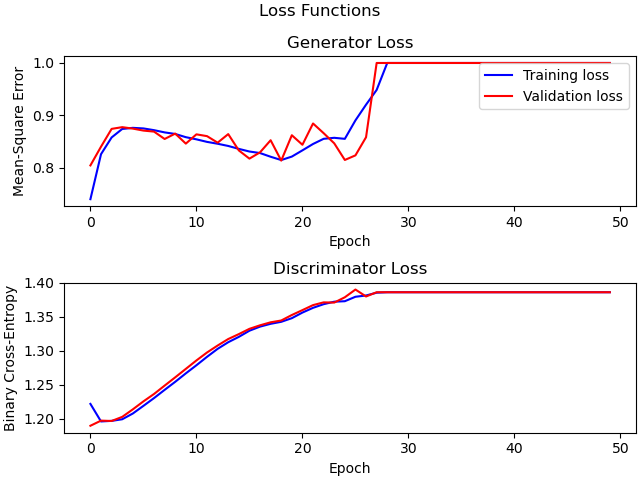 Loss Functions
Generator Loss
Mean-Square Error
1.0
0.9
0.8
Training loss
Validation loss
0 10 20 30 40 50
Epoch
Discriminator Loss
Binary Cross-Entropy
1.40
1.35
1.30
1.25
1.20
0 10 20 30 40 50
Epoch